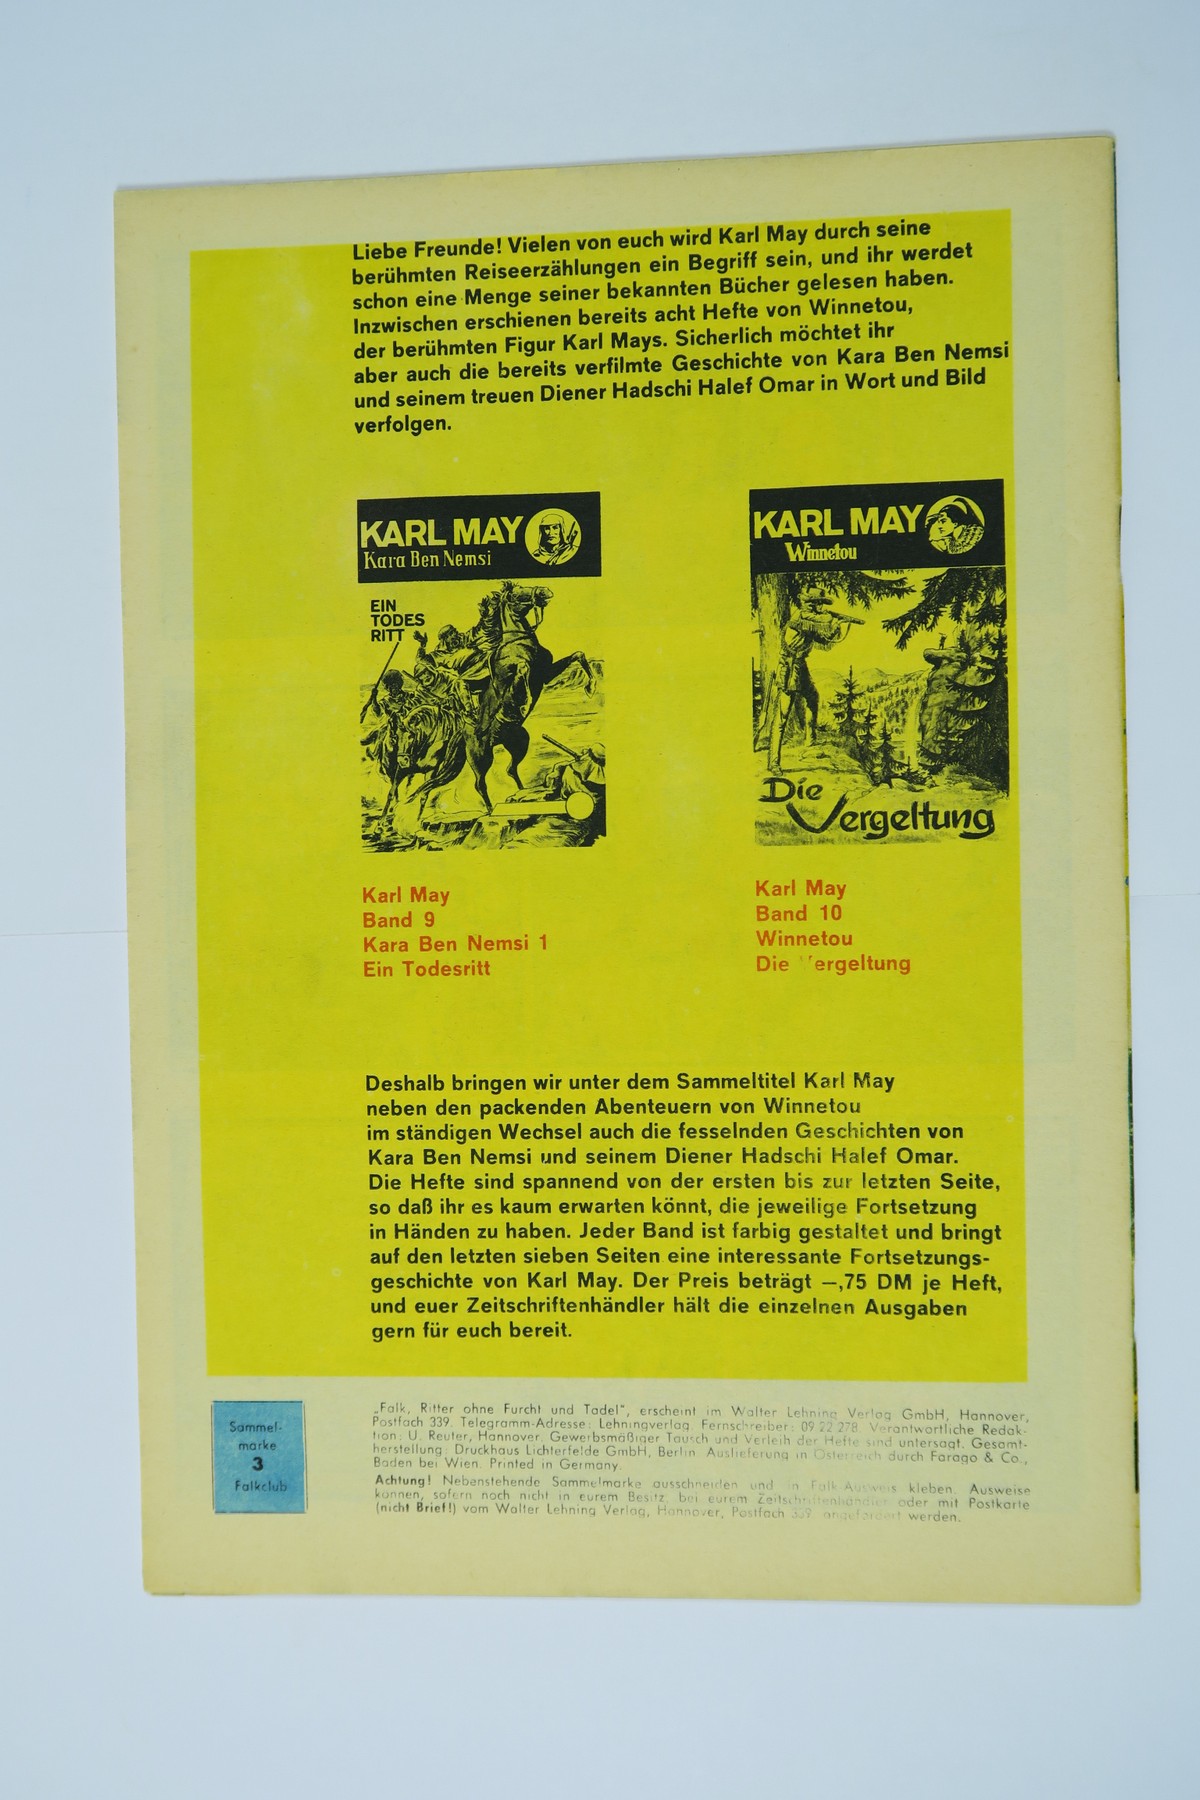 Liebe Freunde! Vielen von euch wird Karl May durch seine
berühmten Reiseerzählungen ein Begriff sein, und ihr werdet
schon eine Menge seiner bekannten Bücher gelesen haben.
Inzwischen erschienen bereits acht Hefte von Winnetou,
der berühmten Figur Karl Mays. Sicherlich möchtet ihr
aber auch die bereits verfilmte Geschichte von Kara Ben Nemsi
und seinem treuen Diener Hadschi Halef Omar in Wort und Bild
verfolgen.
KARL MAY
Kara Ben Nemsi
EIN
TODES
RITT
KARL MAY
Winnetou
Die
Vergeltung
Karl May
Band 9
Kara Ben Nemsi 1
Ein Todesritt
Karl May
Band 10
Winnetou
Die Vergeltung
Deshalb bringen wir unter dem Sammeltitel Karl May
neben den packenden Abenteuern von Winnetou
im ständigen Wechsel auch die fesselnden Geschichten von
Kara Ben Nemsi und seinem Diener Hadschi Halef Omar.
Die Hefte sind spannend von der ersten bis zur letzten Seite,
so daß ihr es kaum erwarten könnt, die jeweilige Fortsetzung
in Händen zu haben. Jeder Band ist farbig gestaltet und bringt
auf den letzten sieben Seiten eine interessante Fortsetzungs-
geschichte von Karl May. Der Preis beträgt —,75 DM je Heft,
und euer Zeitschriftenhändler hält die einzelnen Ausgaben
gern für euch bereit.
Sammel-
marke
3
Falkclub
„Falk, Ritter ohne Furcht und Tadel", erscheint im Walter Lehning Verlag GmbH, Hannover,
Postfach 339. Telegramm-Adresse: Lehningverlag. Fernschreiber: 09 22 278. Verantwortliche Redak-
tion: U. Reuter, Hannover. Gewerbsmäßiger Tausch und Verleih der Hefte sind untersagt. Gesamt-
herstellung: Druckhaus Lichterfelde GmbH, Berlin. Auslieferung in Österreich durch Farago & Co.,
Baden bei Wien. Printed in Germany.
Achtung! Nebenstehende Sammelmarke ausschneiden und in Falk-Ausweis kleben. Ausweise
können, sofern noch nicht in eurem Besitz, bei eurem Zeitschriftenhändler oder mit Postkarte
(nicht Brief!) vom Walter Lehning Verlag, Hannover, Postfach 339, angefordert werden.